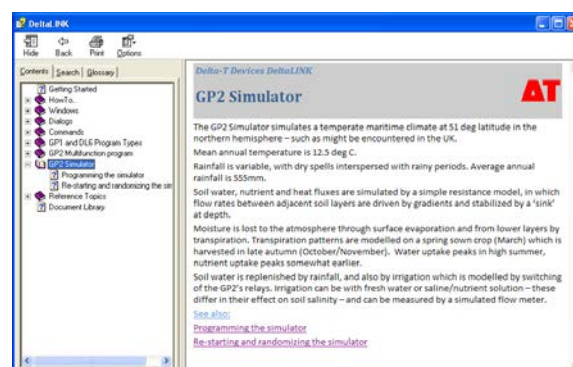 DeltaLINK
Hide Back Print Options
Contents Search Glossary
Getting Started
HowTo...
Windows
Dialogs
Commands
GP1 and DL6 Program Types
GP2 Multifunction program
GP2 Simulator
Programming the simulator
Re-starting and randomizing the sim
Reference Topics
Document Library
Delta-T Devices DeltaLINK
GP2 Simulator
ΔT
The GP2 Simulator simulates a temperate maritime climate at 51 deg latitude in the
northern hemisphere – such as might be encountered in the UK.
Mean annual temperature is 12.5 deg C.
Rainfall is variable, with dry spells interspersed with rainy periods. Average annual
rainfall is 555mm.
Soil water, nutrient and heat fluxes are simulated by a simple resistance model, in which
flow rates between adjacent soil layers are driven by gradients and stabilized by a 'sink'
at depth.
Moisture is lost to the atmosphere through surface evaporation and from lower layers by
transpiration. Transpiration patterns are modelled on a spring sown crop (March) which is
harvested in late autumn (October/November). Water uptake peaks in high summer,
nutrient uptake peaks somewhat earlier.
Soil water is replenished by rainfall, and also by irrigation which is modelled by switching
of the GP2's relays. Irrigation can be with fresh water or saline/nutrient solution – these
differ in their effect on soil salinity – and can be measured by a simulated flow meter.
See also:
Programming the simulator
Re-starting and randomizing the simulator